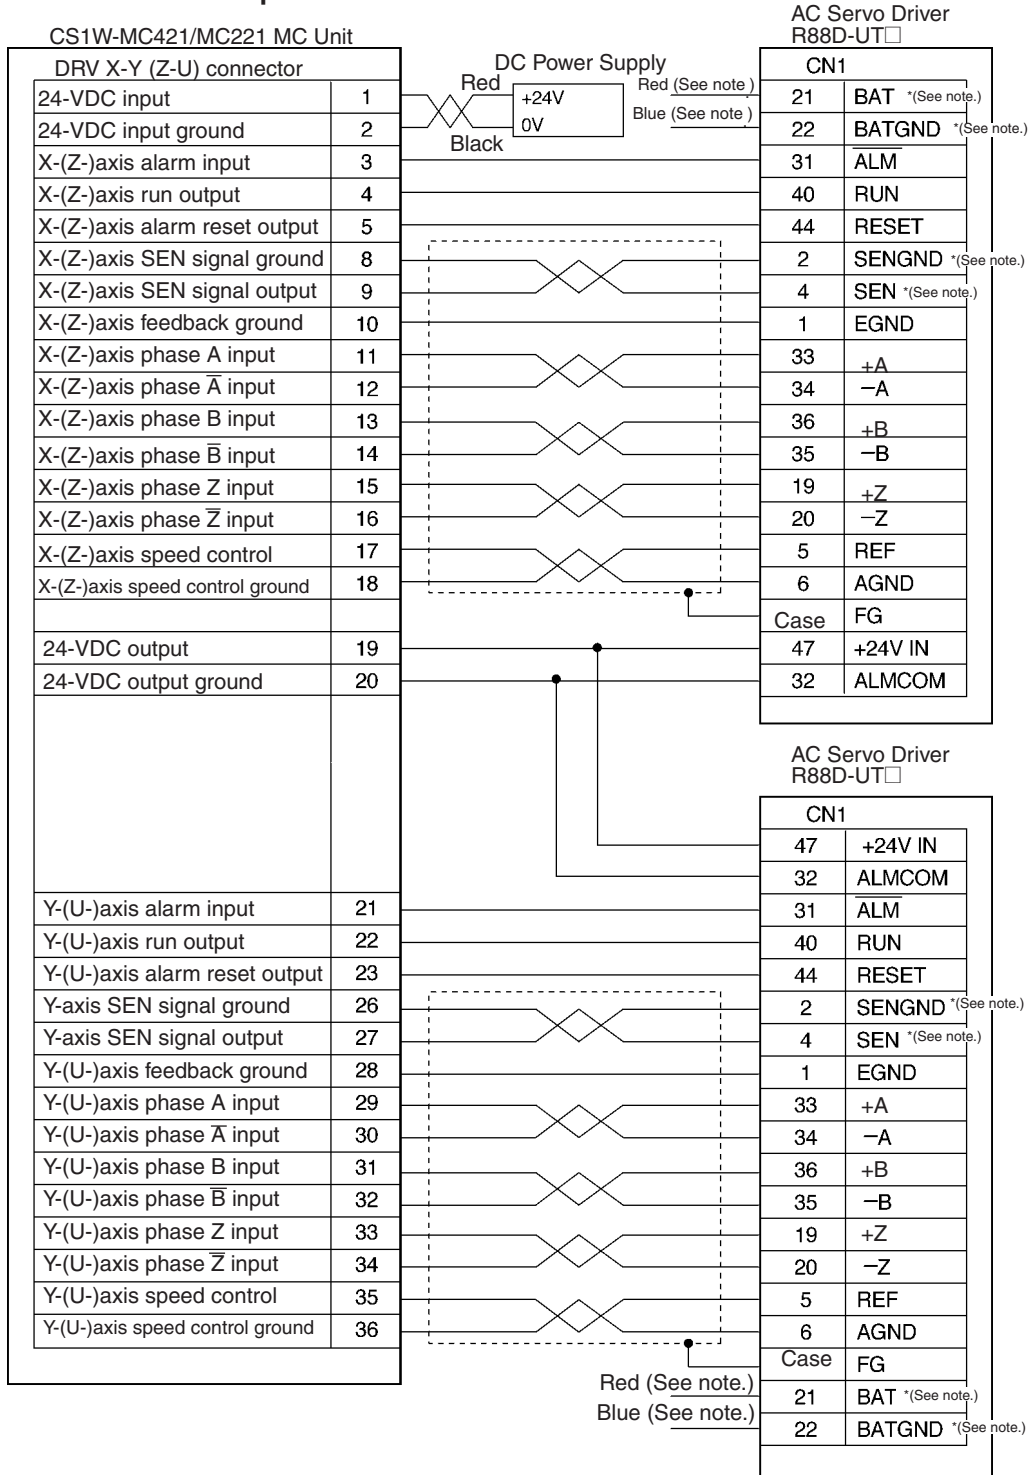 AC Servo Driver
CS1W-MC421/MC221 MC Unit R88D-UT□
DRV X-Y (Z-U) connector DC Power Supply CN1
24-VDC input 1 Red +24V Red (See note ) 21 BAT *(See note.)
24-VDC input ground 2 Black 0V Blue (See note ) 22 BATGND *(See note.)
X-(Z-)axis alarm input 3 31 A̅L̅M̅
X-(Z-)axis run output 4 40 RUN
X-(Z-)axis alarm reset output 5 44 RESET
X-(Z-)axis SEN signal ground 8 2 SENGND *(See note.)
X-(Z-)axis SEN signal output 9 4 SEN *(See note.)
X-(Z-)axis feedback ground 10 1 EGND
X-(Z-)axis phase A input 11 33 +A
X-(Z-)axis phase A̅ input 12 34 −A
X-(Z-)axis phase B input 13 36 +B
X-(Z-)axis phase B̅ input 14 35 −B
X-(Z-)axis phase Z input 15 19 +Z
X-(Z-)axis phase Z̅ input 16 20 −Z
X-(Z-)axis speed control 17 5 REF
X-(Z-)axis speed control ground 18 6 AGND
Case FG
24-VDC output 19 47 +24V IN
24-VDC output ground 20 32 ALMCOM
AC Servo Driver
R88D-UT□
CN1
47 +24V IN
32 ALMCOM
Y-(U-)axis alarm input 21 31 A̅L̅M̅
Y-(U-)axis run output 22 40 RUN
Y-(U-)axis alarm reset output 23 44 RESET
Y-axis SEN signal ground 26 2 SENGND *(See note.)
Y-axis SEN signal output 27 4 SEN *(See note.)
Y-(U-)axis feedback ground 28 1 EGND
Y-(U-)axis phase A input 29 33 +A
Y-(U-)axis phase A̅ input 30 34 −A
Y-(U-)axis phase B input 31 36 +B
Y-(U-)axis phase B̅ input 32 35 −B
Y-(U-)axis phase Z input 33 19 +Z
Y-(U-)axis phase Z̅ input 34 20 −Z
Y-(U-)axis speed control 35 5 REF
Y-(U-)axis speed control ground 36 6 AGND
Case FG
Red (See note.) 21 BAT *(See note.)
Blue (See note.) 22 BATGND *(See note.)